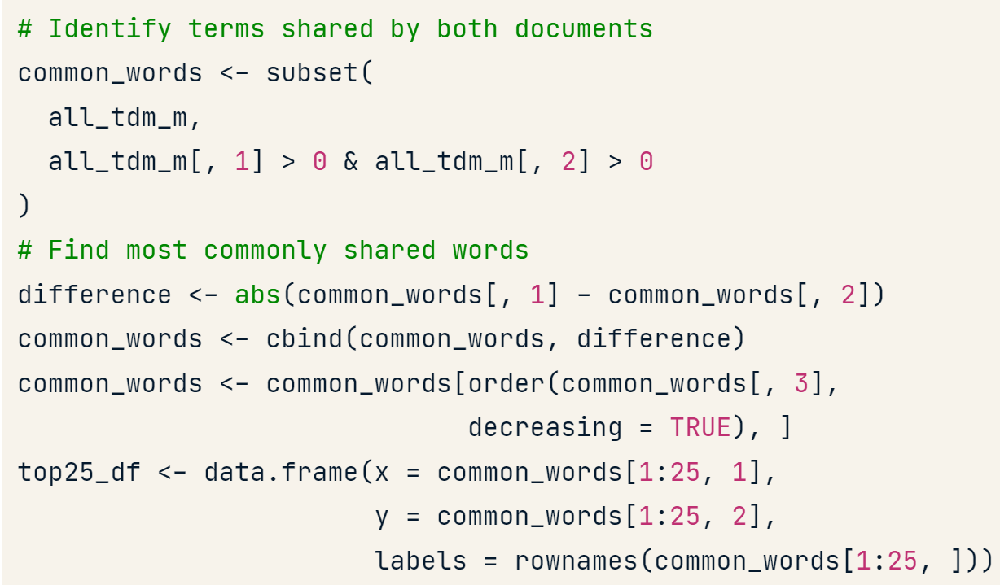 # Identify terms shared by both documents
common_words <- subset(
  all_tdm_m,
  all_tdm_m[, 1] > 0 & all_tdm_m[, 2] > 0
)
# Find most commonly shared words
difference <- abs(common_words[, 1] - common_words[, 2])
common_words <- cbind(common_words, difference)
common_words <- common_words[order(common_words[, 3],
                             decreasing = TRUE), ]
top25_df <- data.frame(x = common_words[1:25, 1],
                       y = common_words[1:25, 2],
                       labels = rownames(common_words[1:25, ]))